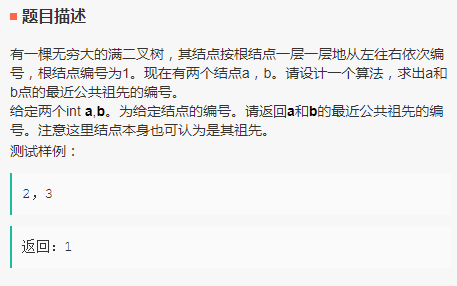 题目描述
有一棵无穷大的满二叉树，其结点按根结点一层一层地从左往右依次编
号，根结点编号为1。现在有两个结点a，b。请设计一个算法，求出a和
b点的最近公共祖先的编号。
给定两个int a,b。为给定结点的编号。请返回a和b的最近公共祖先的编
号。注意这里结点本身也可认为是其祖先。
测试样例：
2，3
返回：1